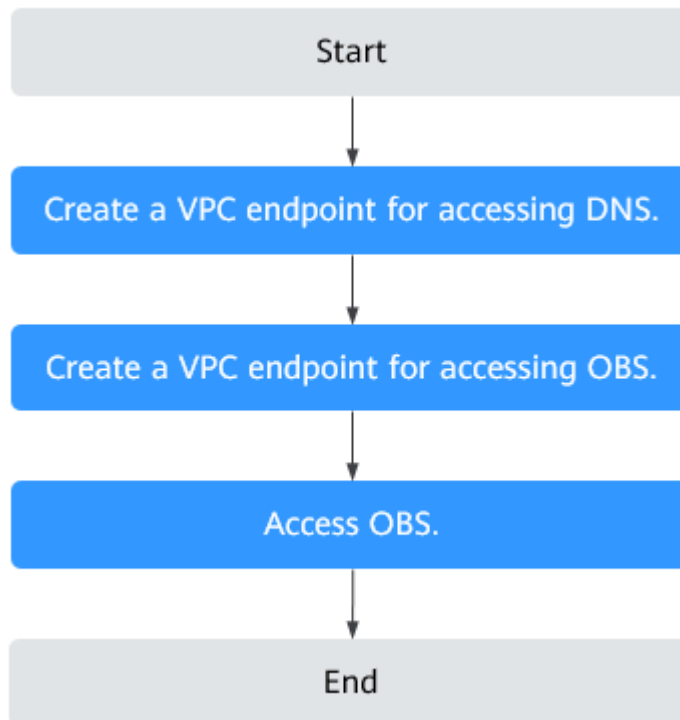 Start
Create a VPC endpoint for accessing DNS.
Create a VPC endpoint for accessing OBS.
Access OBS.
End